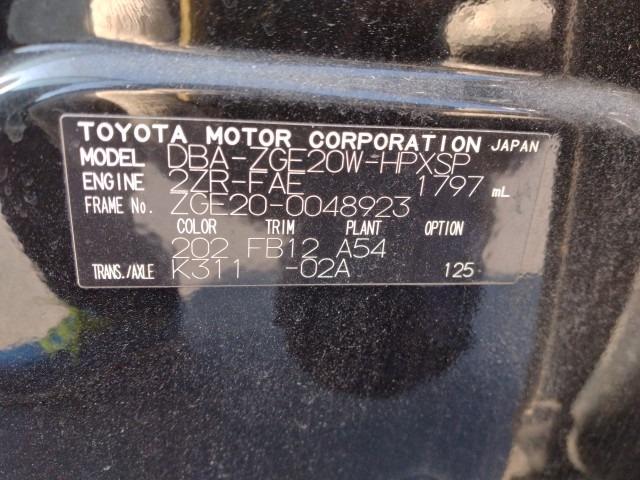 TOYOTA MOTOR CORPORATION JAPAN
MODEL DBA-ZGE20W-HPXSP
ENGINE 2ZR-FAE 1797 mL
FRAME No. ZGE20-0048923
COLOR TRIM PLANT OPTION
202 FB12 A54
TRANS./AXLE K311 -02A 125